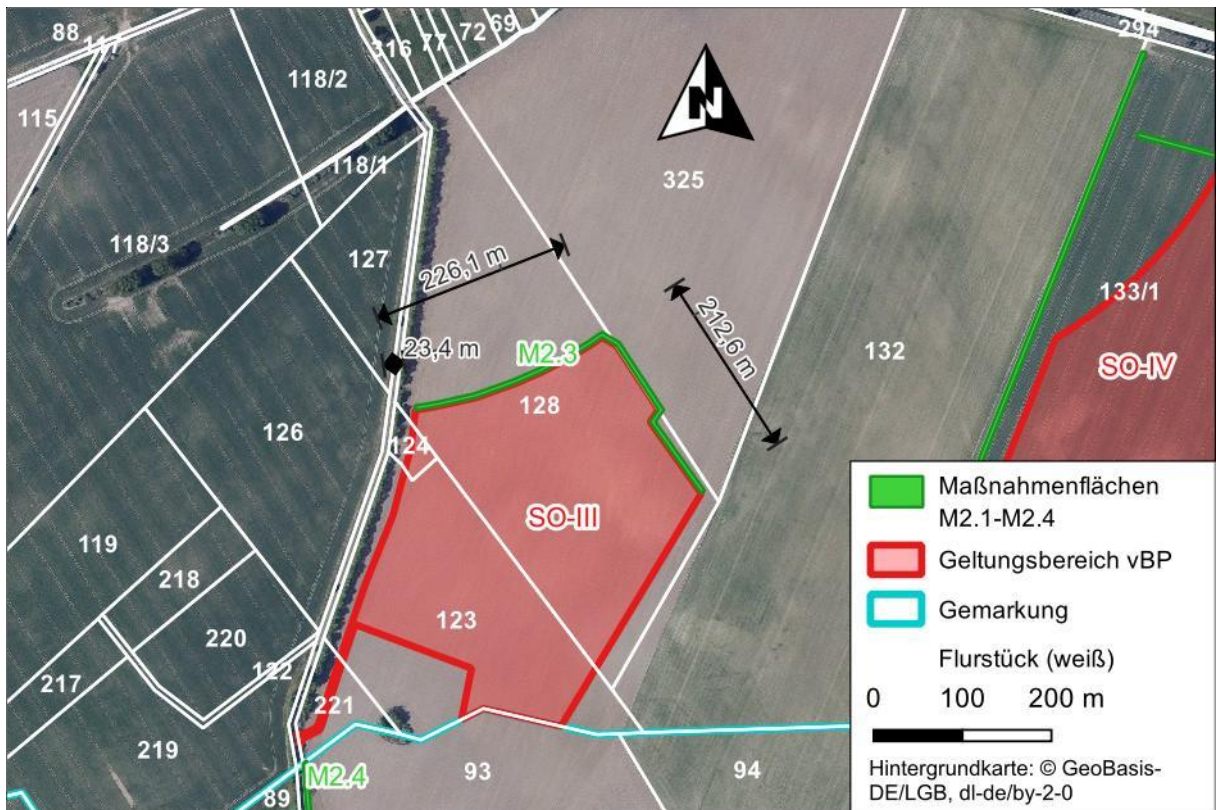 88
117
316
77
72
69
294
118/2
115
N
118/1
325
118/3
127
226,1 m
212,6 m
133/1
23,4 m
M2.3
132
SO-IV
128
126
124
SO-III
119
218
123
220
122
217
221
219
M2.4
89
93
94
Maßnahmenflächen
M2.1-M2.4
Geltungsbereich vBP
Gemarkung
Flurstück (weiß)
0 100 200 m
Hintergrundkarte: © GeoBasis-
DE/LGB, dl-de/by-2-0